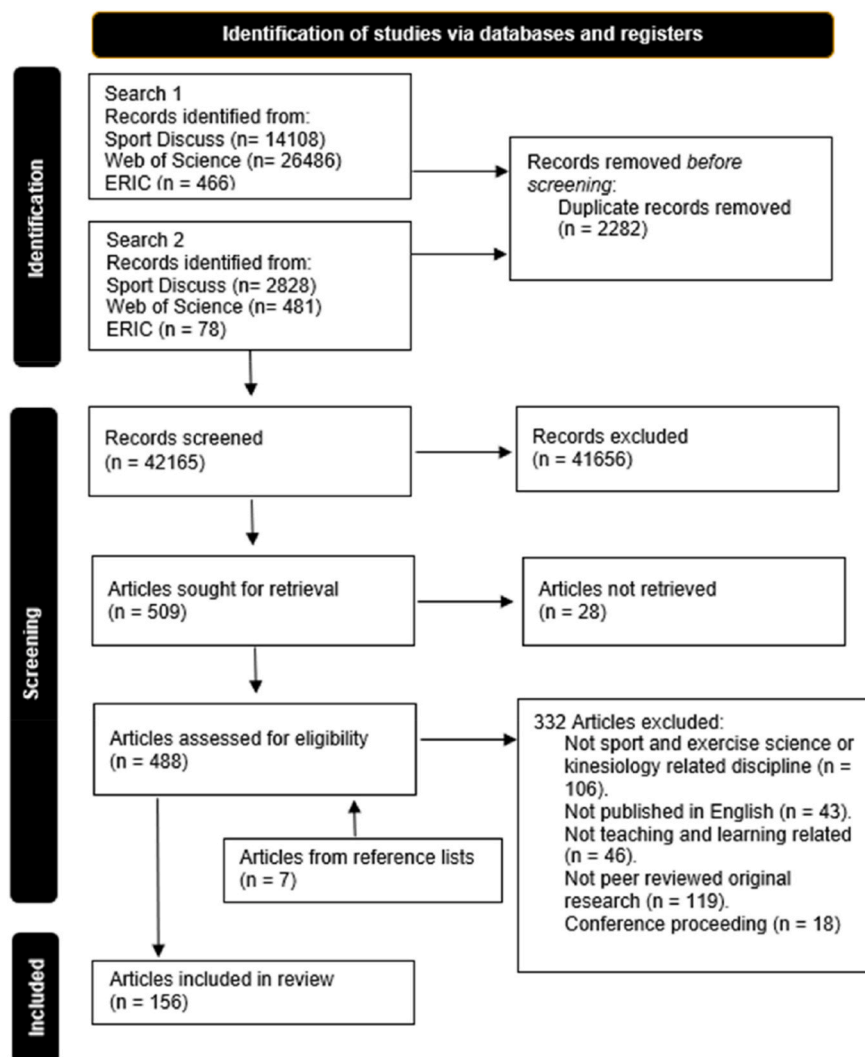 Identification of studies via databases and registers
Identification
Search 1
Records identified from:
Sport Discuss (n= 14108)
Web of Science (n= 26486)
ERIC (n = 466)
Records removed before
screening:
Duplicate records removed
(n = 2282)
Search 2
Records identified from:
Sport Discuss (n= 2828)
Web of Science (n= 481)
ERIC (n = 78)
Screening
Records screened
(n = 42165)
Records excluded
(n = 41656)
Articles sought for retrieval
(n = 509)
Articles not retrieved
(n = 28)
Articles assessed for eligibility
(n = 488)
332 Articles excluded:
Not sport and exercise science or
kinesiology related discipline (n =
106).
Not published in English (n = 43).
Not teaching and learning related
(n = 46).
Not peer reviewed original
research (n = 119).
Conference proceeding (n = 18)
Articles from reference lists
(n = 7)
Included
Articles included in review
(n = 156)